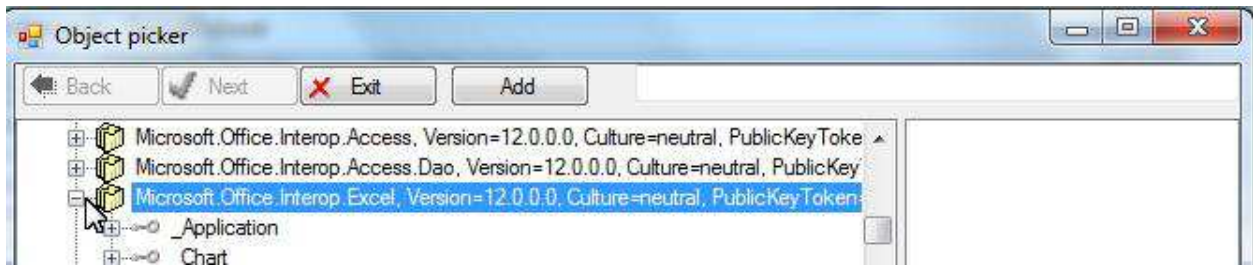 Object picker
Back Next Exit Add
Microsoft.Office.Interop.Access, Version=12.0.0.0, Culture=neutral, PublicKeyToke
Microsoft.Office.Interop.Access.Dao, Version=12.0.0.0, Culture=neutral, PublicKey
Microsoft.Office.Interop.Excel, Version=12.0.0.0, Culture=neutral, PublicKeyToken=
_Application
_Chart